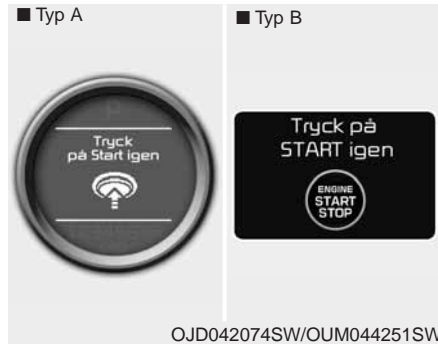 ■ Typ A
Tryck
på Start igen
■ Typ B
Tryck på
START igen
ENGINE
START
STOP
OJD042074SW/OUM044251SW